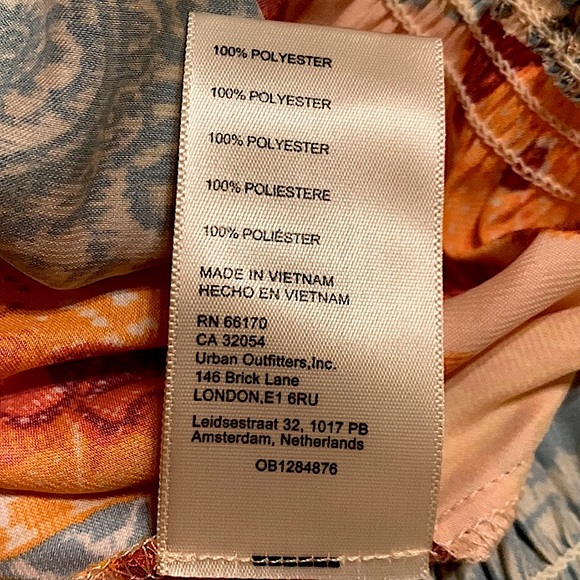 100% POLYESTER
100% POLYESTER
100% POLYESTER
100% POLIESTERE
100% POLIÉSTER
MADE IN VIETNAM
HECHO EN VIETNAM
RN 66170
CA 32054
Urban Outfitters,Inc.
146 Brick Lane
LONDON,E1 6RU
Leidsestraat 32, 1017 PB
Amsterdam, Netherlands
OB1284876